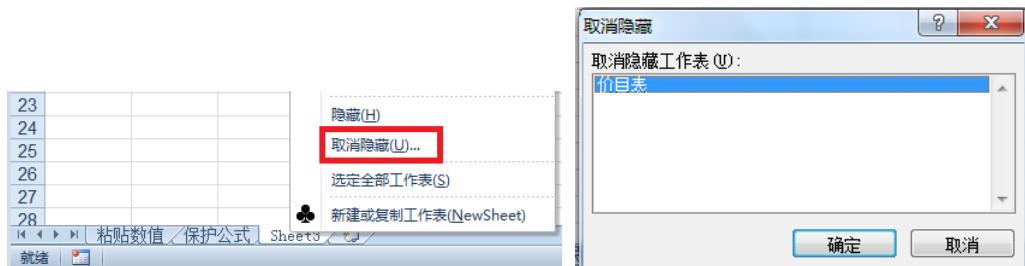 23
24
25
26
27
28
隐藏(H)
取消隐藏(U)...
选定全部工作表(S)
新建或复制工作表(NewSheet)
粘贴数值 保护公式 Sheet3
就绪
取消隐藏
取消隐藏工作表(U):
价目表
确定 取消